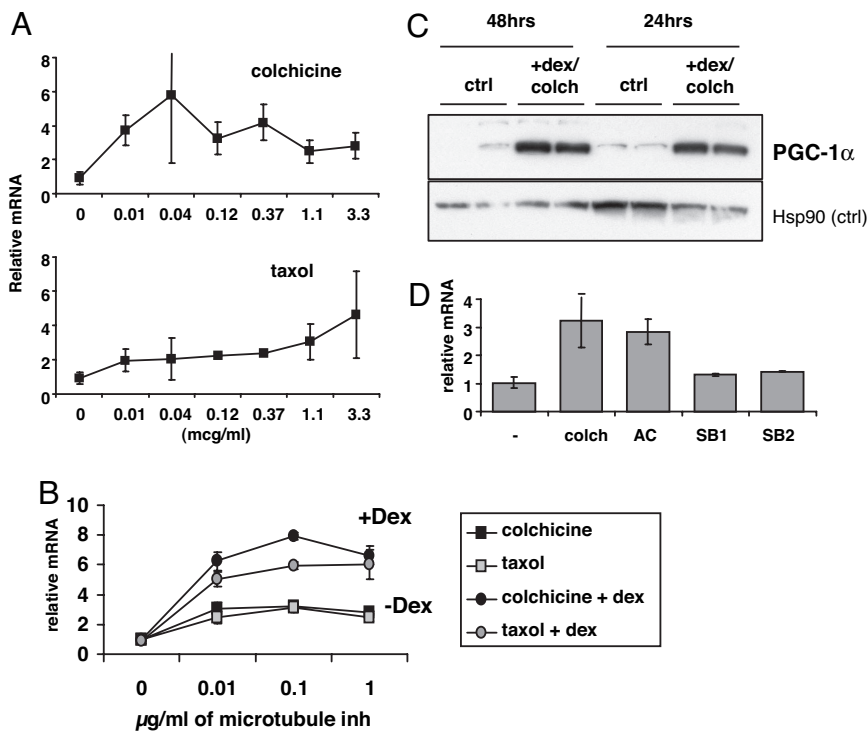 A
8
colchicine
6
4
2
0
0 0.01 0.04 0.12 0.37 1.1 3.3
Relative mRNA
8
taxol
6
4
2
0
0 0.01 0.04 0.12 0.37 1.1 3.3
(mcg/ml)
C
48hrs 24hrs
ctrl +dex/ colch ctrl +dex/ colch
PGC-1α
Hsp90 (ctrl)
D
relative mRNA
4
3
2
1
0
- colch AC SB1 SB2
B
relative mRNA
10
8
6
4
2
0
+Dex
-Dex
0 0.01 0.1 1
µg/ml of microtubule inh
colchicine
taxol
colchicine + dex
taxol + dex